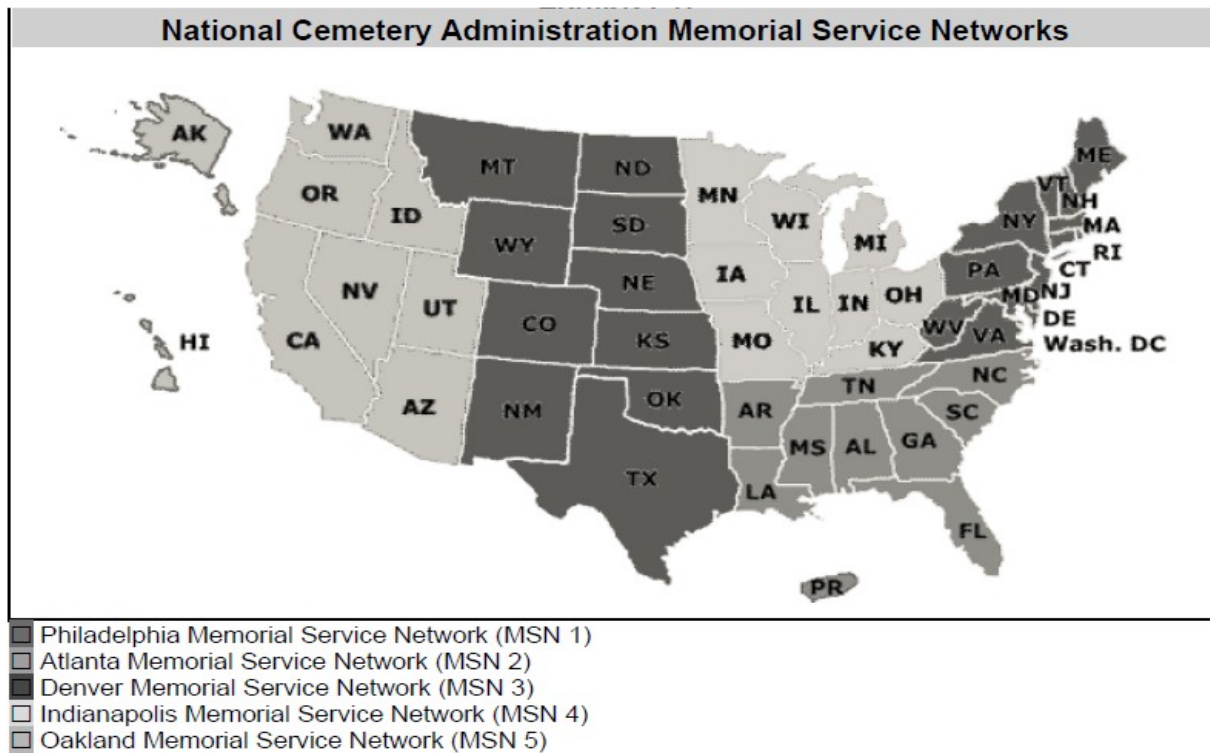 National Cemetery Administration Memorial Service Networks
AK
WA
MT
ND
MN
ME
VT
NH
OR
ID
WI
NY
MA
SD
MI
WY
RI
PA
CT
NE
IA
NV
UT
IL
IN
OH
MD
NJ
CO
DE
HI
CA
KS
MO
WV
VA
Wash. DC
KY
NC
TN
AZ
NM
OK
AR
SC
MS
AL
GA
TX
LA
FL
PR
Philadelphia Memorial Service Network (MSN 1)
Atlanta Memorial Service Network (MSN 2)
Denver Memorial Service Network (MSN 3)
Indianapolis Memorial Service Network (MSN 4)
Oakland Memorial Service Network (MSN 5)